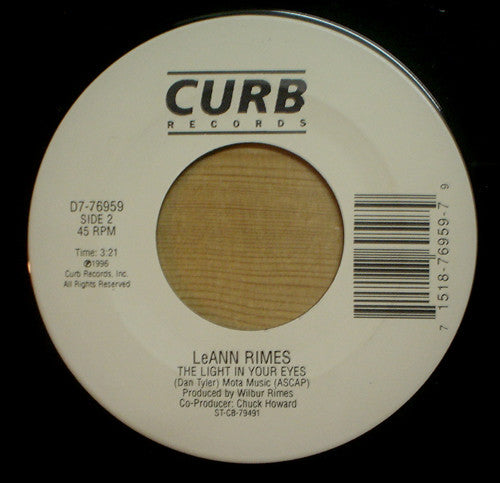 CURB
RECORDS
D7-76959
SIDE 2
45 RPM
Time: 3:21
℗1996
Curb Records, Inc.
All Rights Reserved
7 1518-76959-7 9
LeANN RIMES
THE LIGHT IN YOUR EYES
(Dan Tyler) Mota Music (ASCAP)
Produced by Wilbur Rimes
Co-Producer: Chuck Howard
ST-CB-79491